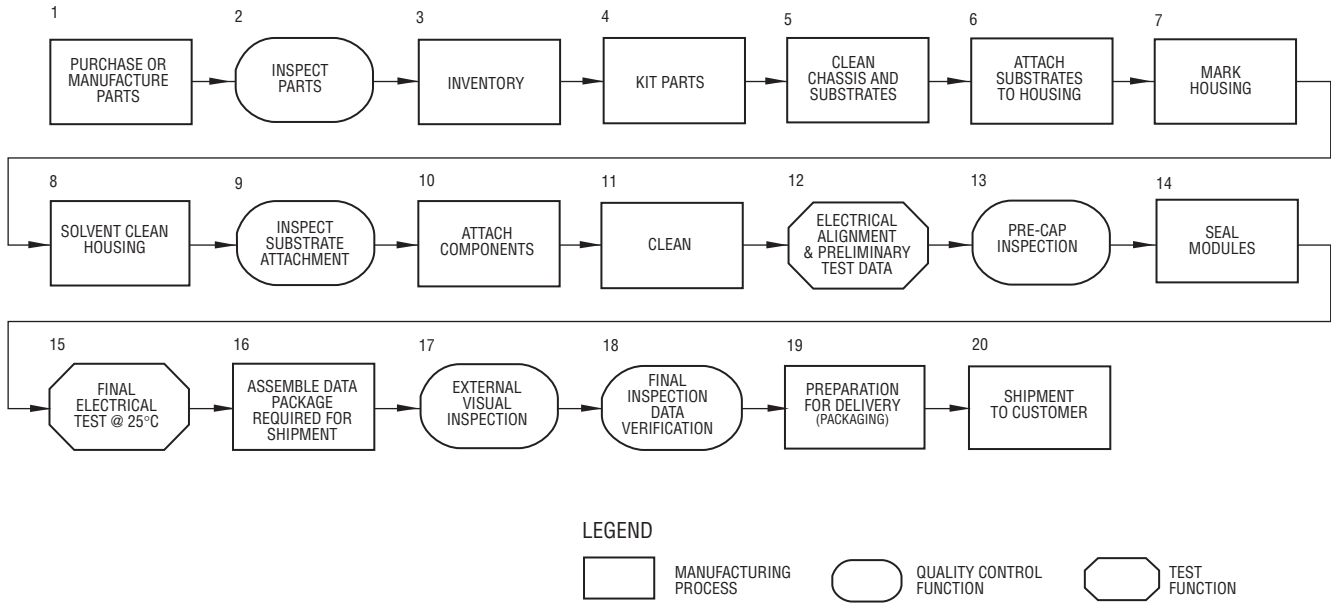 1
PURCHASE OR
MANUFACTURE
PARTS
2
INSPECT
PARTS
3
INVENTORY
4
KIT PARTS
5
CLEAN
CHASSIS AND
SUBSTRATES
6
ATTACH
SUBSTRATES
TO HOUSING
7
MARK
HOUSING
8
SOLVENT CLEAN
HOUSING
9
INSPECT
SUBSTRATE
ATTACHMENT
10
ATTACH
COMPONENTS
11
CLEAN
12
ELECTRICAL
ALIGNMENT
& PRELIMINARY
TEST DATA
13
PRE-CAP
INSPECTION
14
SEAL
MODULES
15
FINAL
ELECTRICAL
TEST @ 25°C
16
ASSEMBLE DATA
PACKAGE
REQUIRED FOR
SHIPMENT
17
EXTERNAL
VISUAL
INSPECTION
18
FINAL
INSPECTION
DATA
VERIFICATION
19
PREPARATION
FOR DELIVERY
(PACKAGING)
20
SHIPMENT
TO CUSTOMER
LEGEND
MANUFACTURING
PROCESS
QUALITY CONTROL
FUNCTION
TEST
FUNCTION